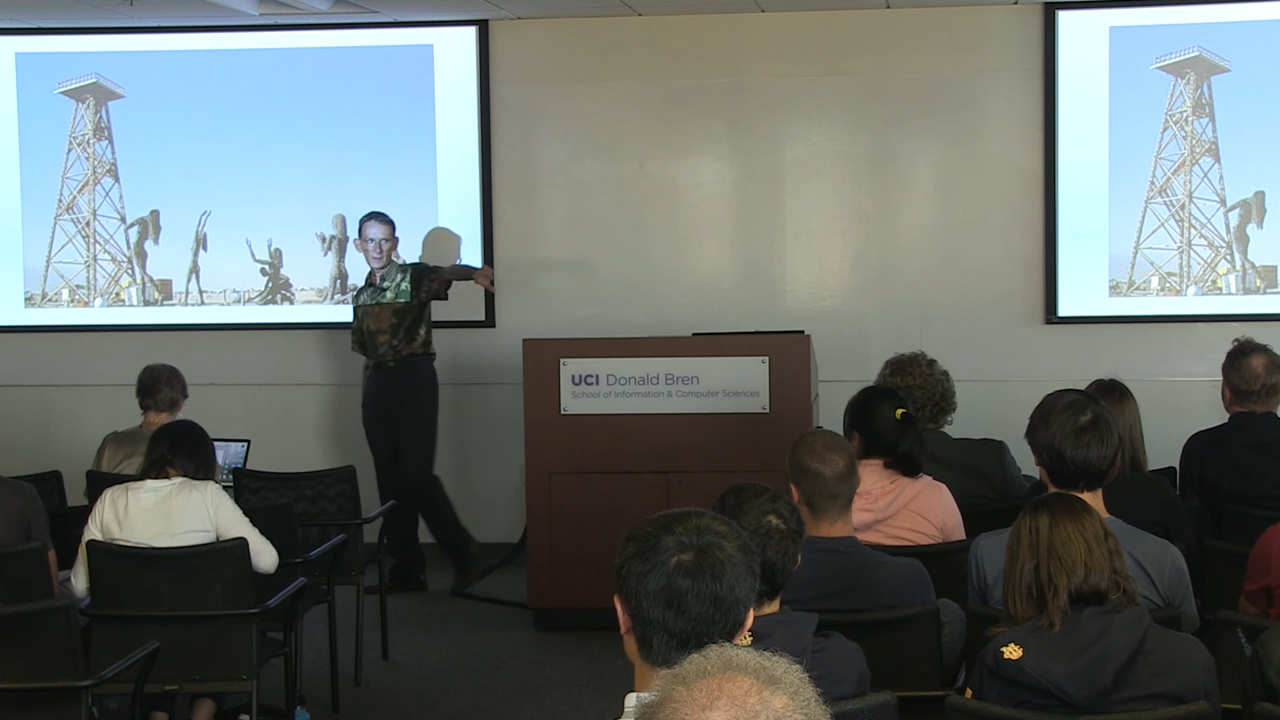 UCI Donald Bren
School of Information & Computer Sciences